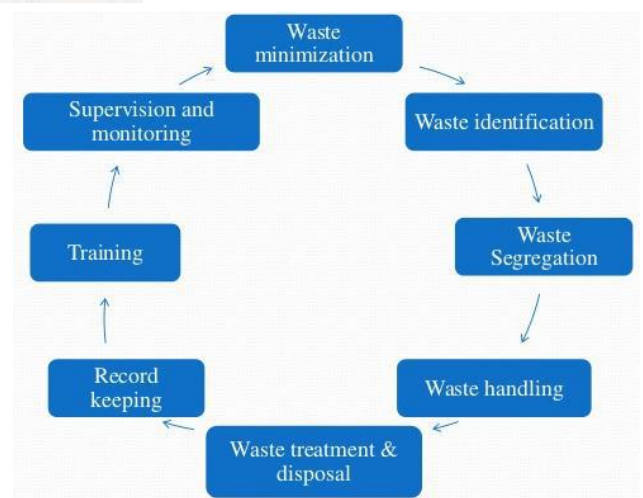 Waste
minimization
Waste identification
Waste
Segregation
Waste handling
Waste treatment &
disposal
Record
keeping
Training
Supervision and
monitoring